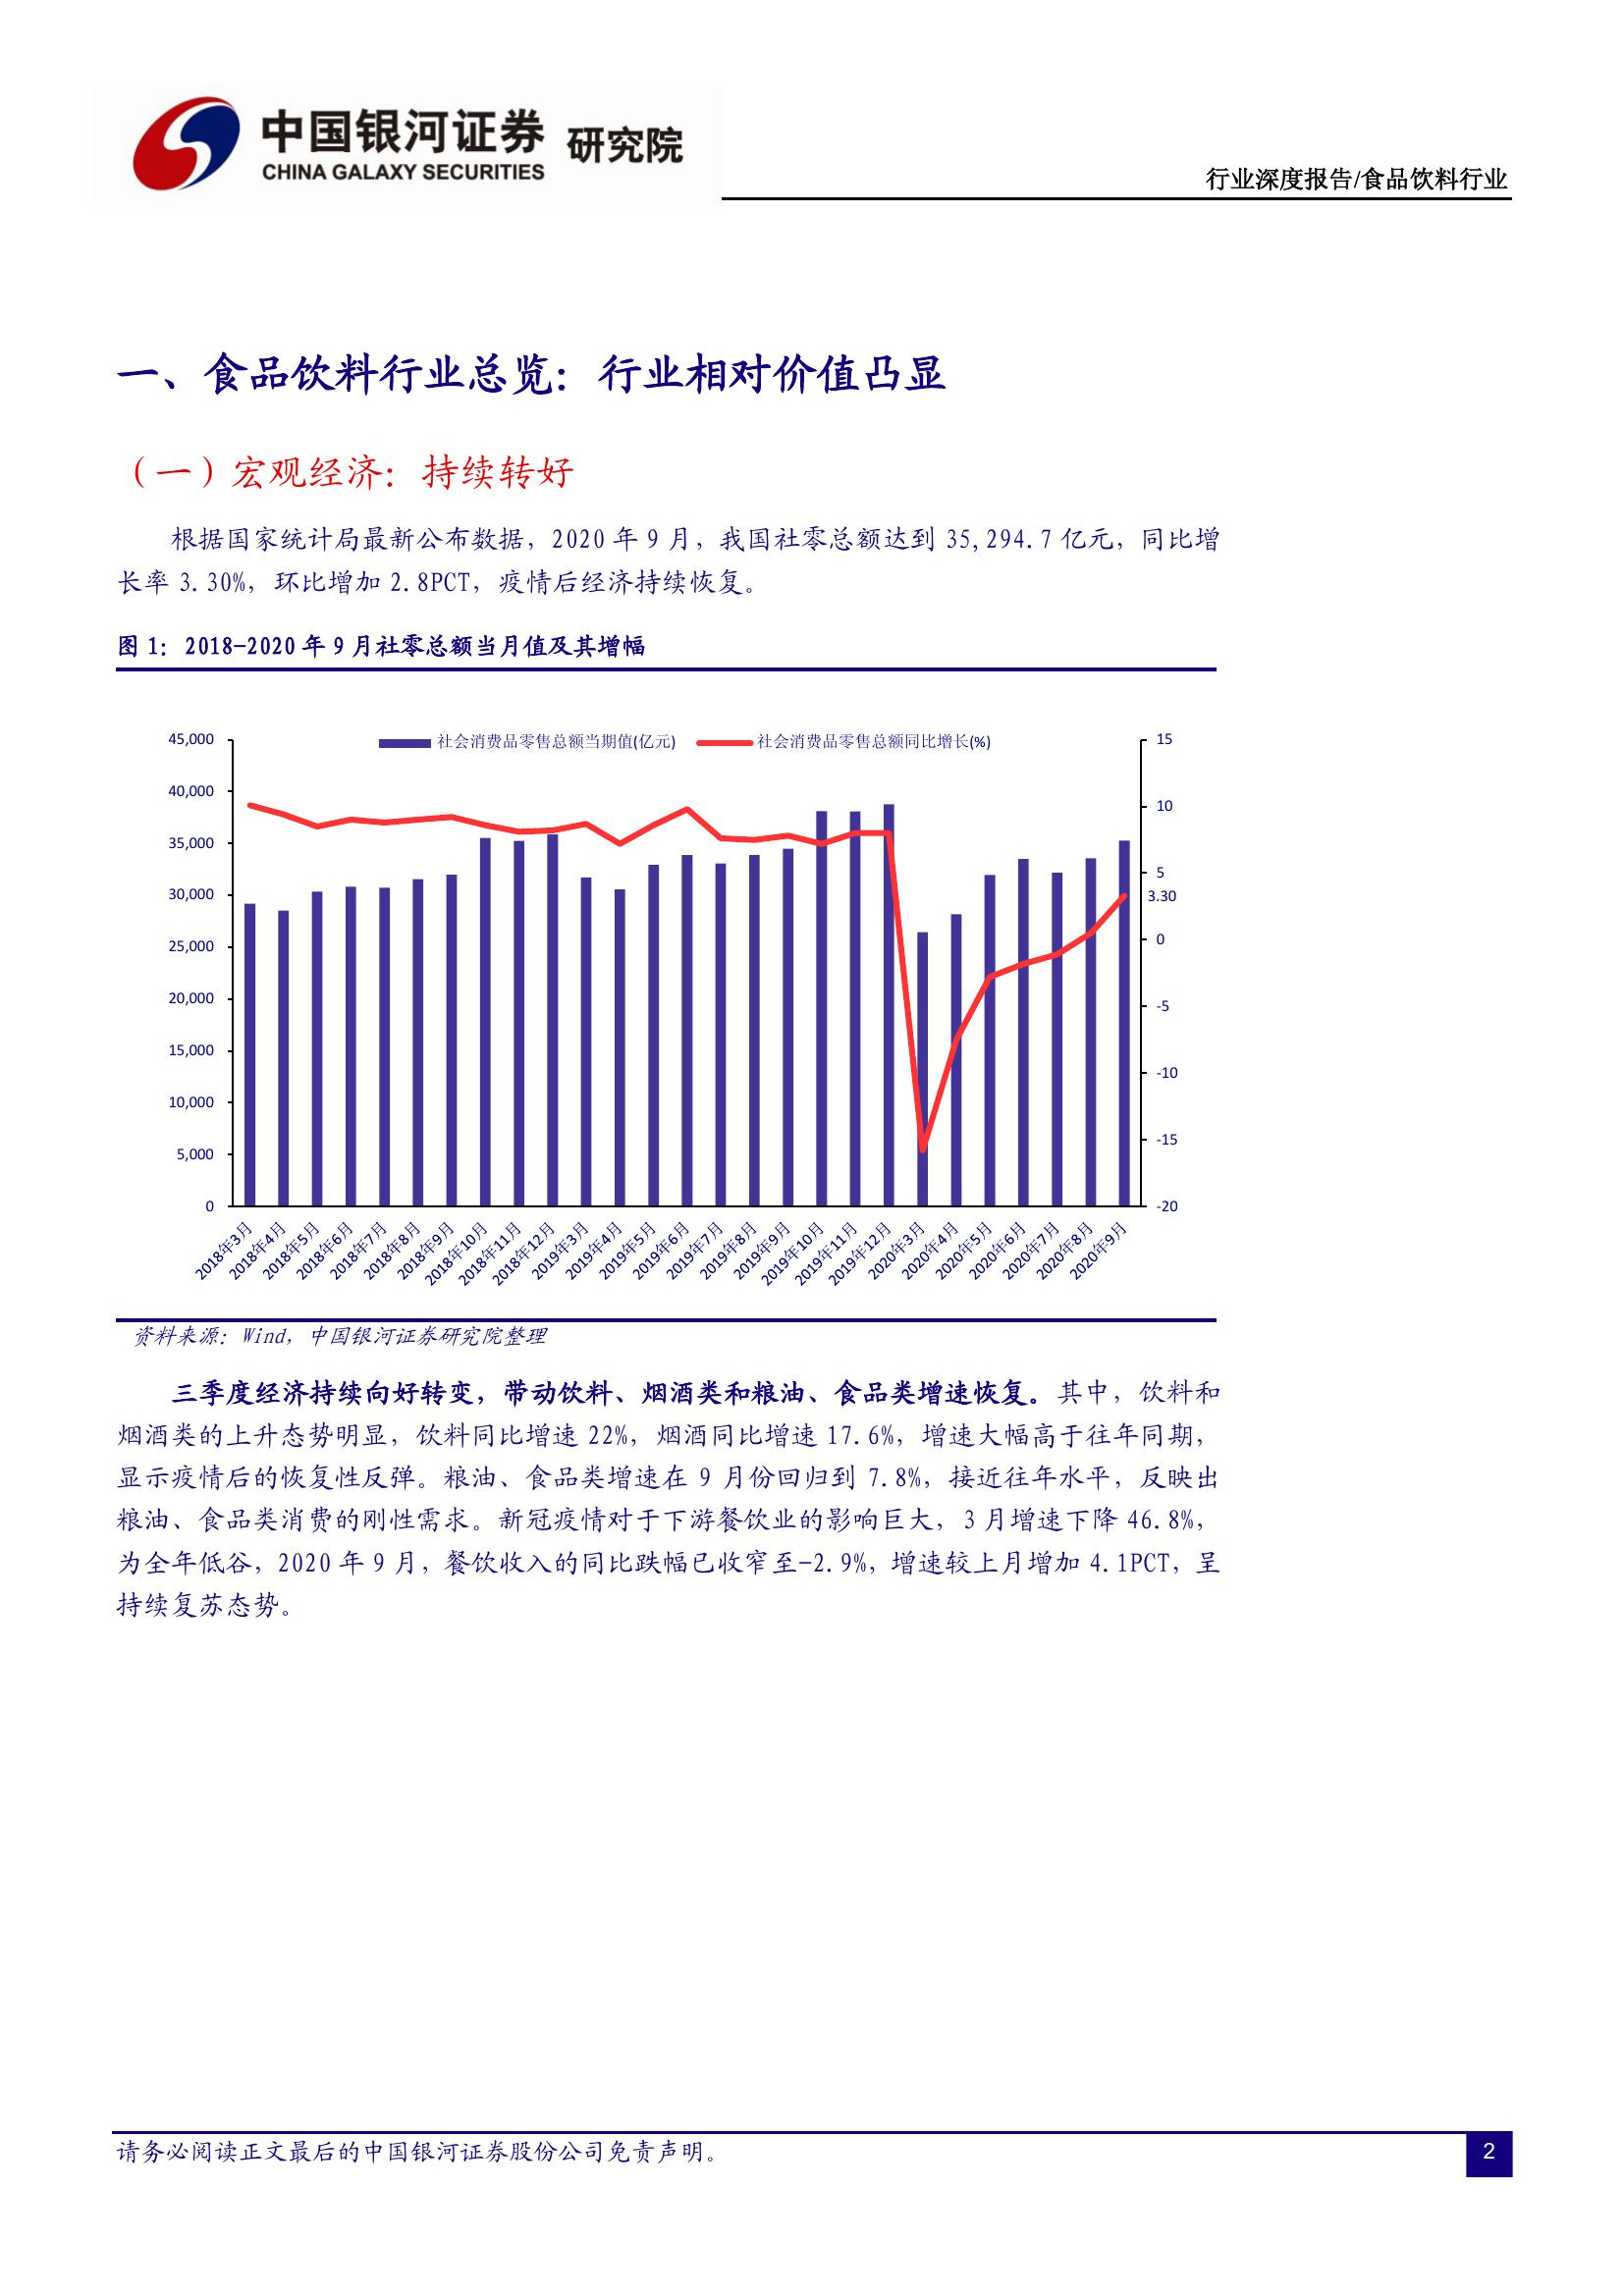 中国银河证券 研究院
CHINA GALAXY SECURITIES
行业深度报告/食品饮料行业
一、食品饮料行业总览：行业相对价值凸显
（一）宏观经济：持续转好
根据国家统计局最新公布数据，2020 年 9 月，我国社零总额达到 35,294.7 亿元，同比增
长率 3.30%，环比增加 2.8PCT，疫情后经济持续恢复。
图 1：2018-2020 年 9 月社零总额当月值及其增幅
社会消费品零售总额当期值(亿元) 社会消费品零售总额同比增长(%)
45,000
40,000
35,000
30,000
25,000
20,000
15,000
10,000
5,000
0
15
10
5
3.30
0
-5
-10
-15
-20
2018年3月
2018年4月
2018年5月
2018年6月
2018年7月
2018年8月
2018年9月
2018年10月
2018年11月
2018年12月
2019年3月
2019年4月
2019年5月
2019年6月
2019年7月
2019年8月
2019年9月
2019年10月
2019年11月
2019年12月
2020年3月
2020年4月
2020年5月
2020年6月
2020年7月
2020年8月
2020年9月
资料来源：Wind，中国银河证券研究院整理
三季度经济持续向好转变，带动饮料、烟酒类和粮油、食品类增速恢复。其中，饮料和
烟酒类的上升态势明显，饮料同比增速 22%，烟酒同比增速 17.6%，增速大幅高于往年同期，
显示疫情后的恢复性反弹。粮油、食品类增速在 9 月份回归到 7.8%，接近往年水平，反映出
粮油、食品类消费的刚性需求。新冠疫情对于下游餐饮业的影响巨大，3 月增速下降 46.8%，
为全年低谷，2020 年 9 月，餐饮收入的同比跌幅已收窄至-2.9%，增速较上月增加 4.1PCT，呈
持续复苏态势。
请务必阅读正文最后的中国银河证券股份公司免责声明。
2